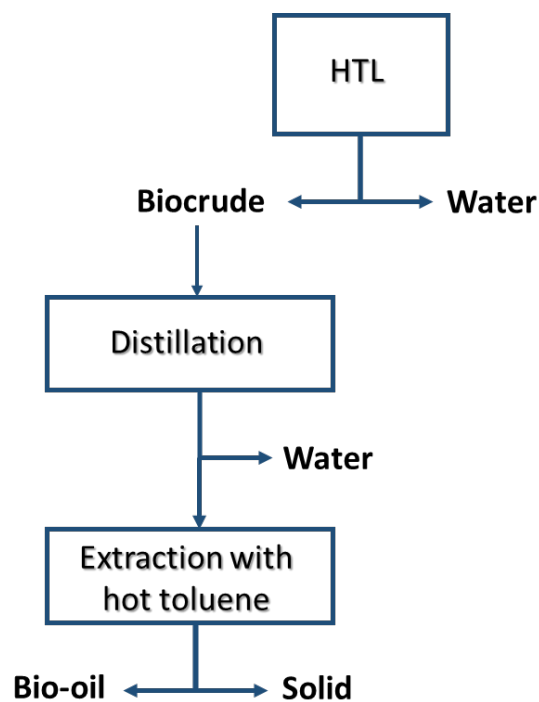 HTL
Biocrude
Water
Distillation
Water
Extraction with
hot toluene
Bio-oil
Solid